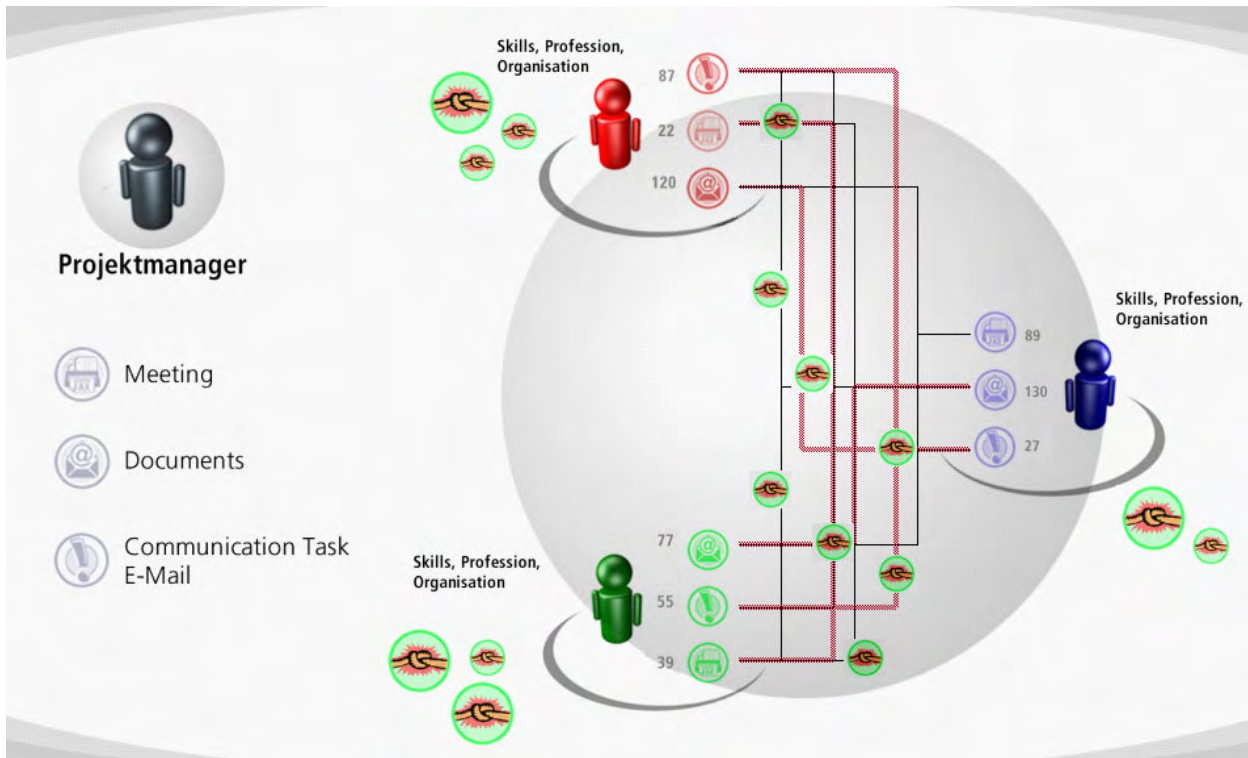 Skills, Profession,
Organisation
87
22
120
Projektmanager
Skills, Profession,
Organisation
89
130
27
Meeting
Documents
Communication Task
E-Mail
Skills, Profession,
Organisation
77
55
39